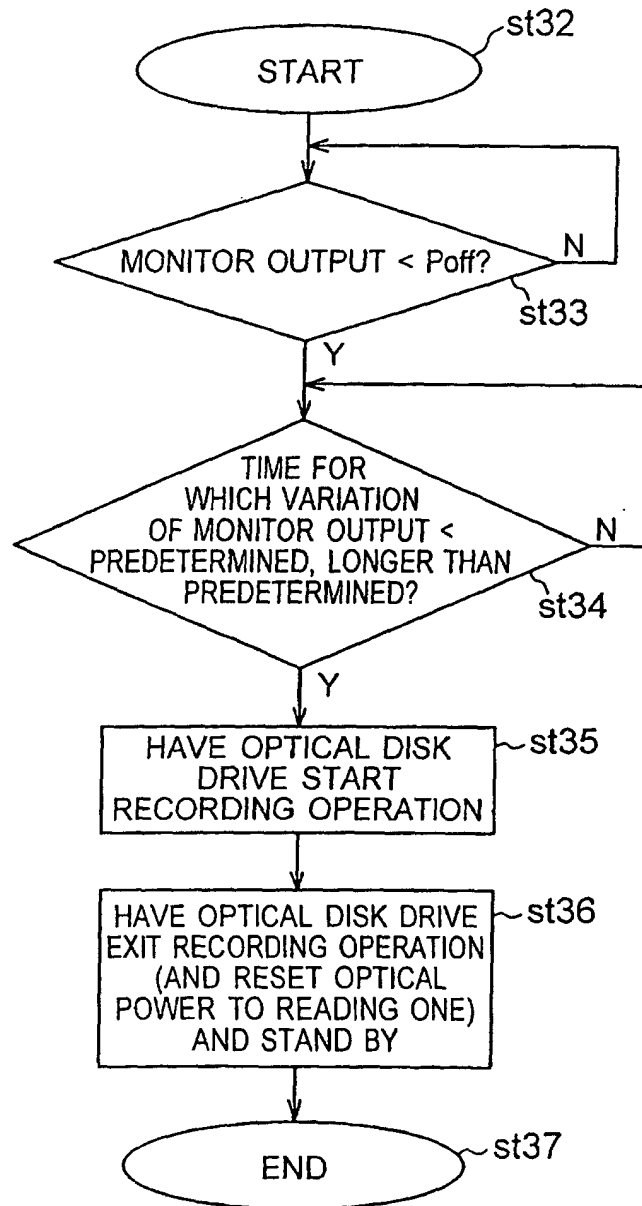 st32
START
MONITOR OUTPUT < Poff?
N
st33
Y
TIME FOR
WHICH VARIATION
OF MONITOR OUTPUT <
PREDETERMINED, LONGER THAN
PREDETERMINED?
N
st34
Y
HAVE OPTICAL DISK
DRIVE START
RECORDING OPERATION
st35
HAVE OPTICAL DISK DRIVE
EXIT RECORDING OPERATION
(AND RESET OPTICAL
POWER TO READING ONE)
AND STAND BY
st36
END
st37